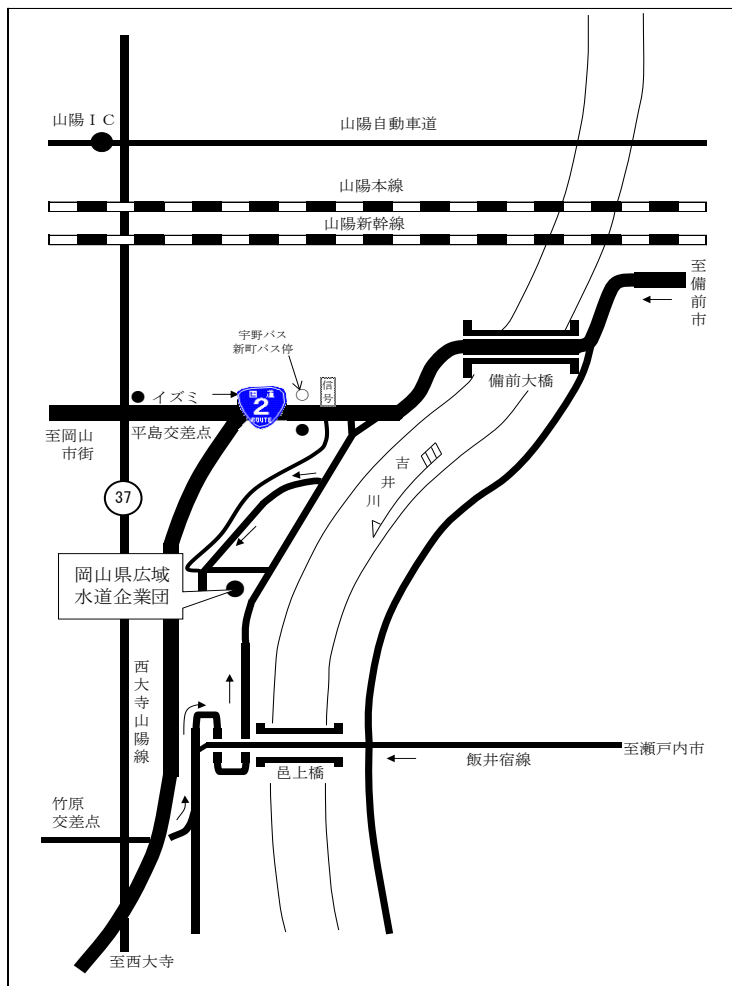 山陽ＩＣ
山陽自動車道
山陽本線
山陽新幹線
至備前市
宇野バス
新町バス停
信号
イズミ
国道
2
ROUTE
備前大橋
至岡山
市街
平島交差点
吉井川
37
岡山県広域
水道企業団
西大寺山陽線
邑上橋
飯井宿線
至瀬戸内市
竹原
交差点
至西大寺